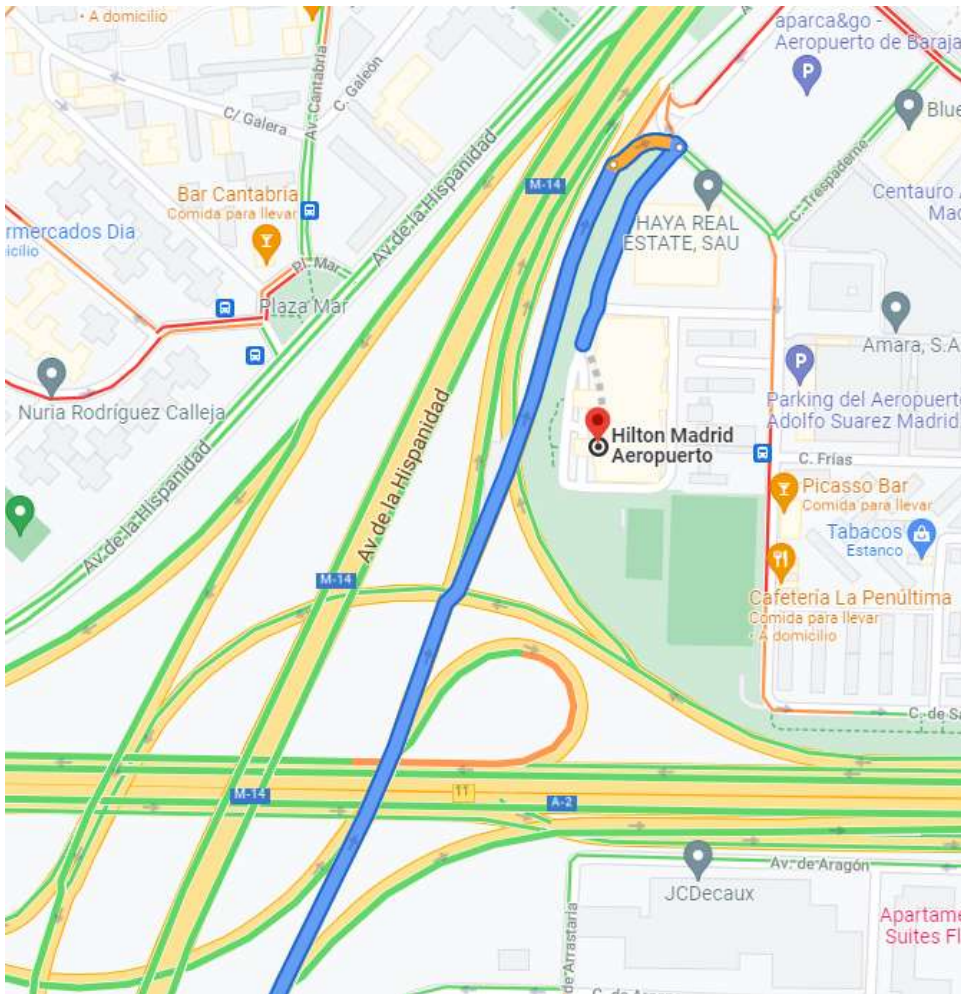 · A domicilio
aparca&go -
Aeropuerto de Baraja
C. Galeón
Av. Cantabria
C/ Galera
Blue
M-14
Av. de la Hispanidad
C. Trespaderne
Bar Cantabria
Comida para llevar
Centauro
Mad
HAYA REAL
ESTATE, SAU
ermercados Dia
icilio
Pl. Mar
Plaza Mar
Amara, S.A
Nuria Rodríguez Calleja
Parking del Aeropuerto
Adolfo Suarez Madrid
Av. de la Hispanidad
Hilton Madrid
Aeropuerto
C. Frías
Picasso Bar
Comida para llevar
Av. de la Hispanidad
Tabacos
Estanco
M-14
Cafetería La Penúltima
Comida para llevar
· A domicilio
C. de Sa
M-14
11
A-2
Av. de Aragón
JCDecaux
Apartame
Suites Fl
de Arrastaria